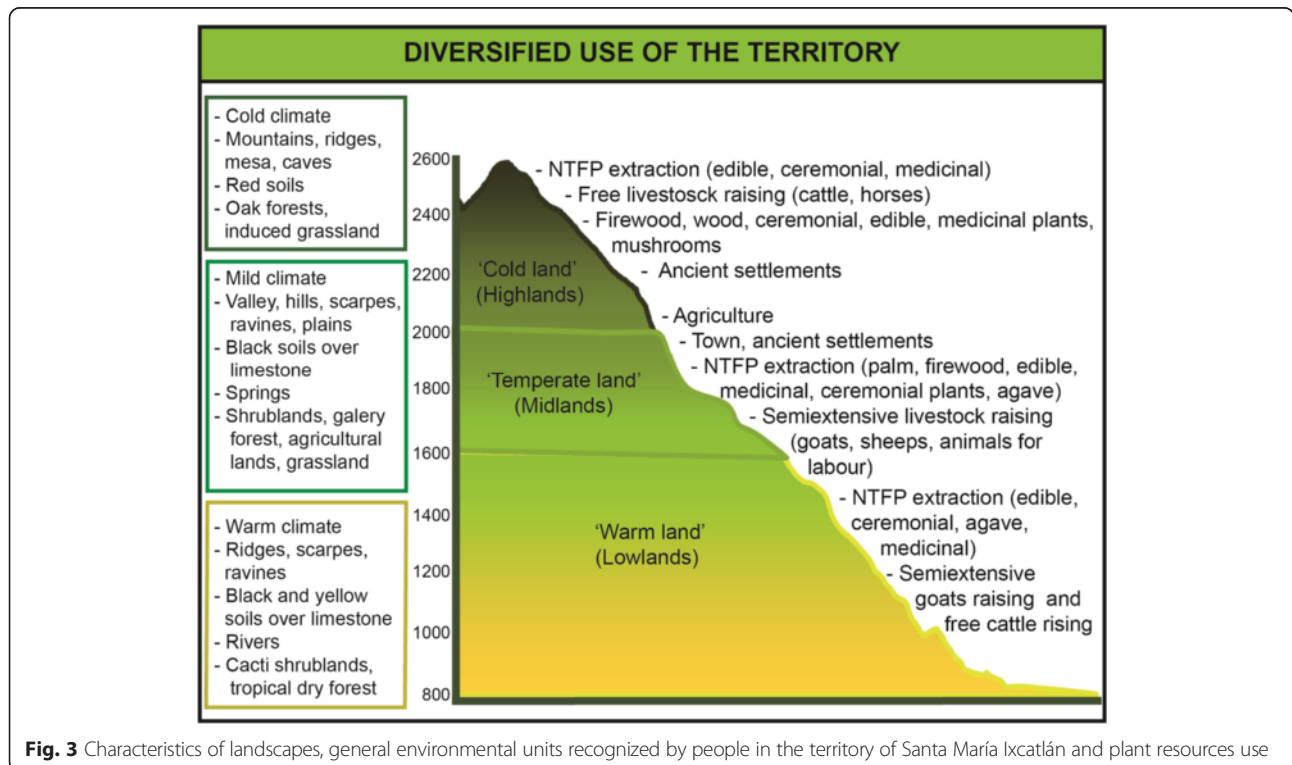 DIVERSIFIED USE OF THE TERRITORY
- Cold climate
- Mountains, ridges,
mesa, caves
- Red soils
- Oak forests,
induced grassland
- Mild climate
- Valley, hills, scarpes,
ravines, plains
- Black soils over
limestone
- Springs
- Shrublands, galery
forest, agricultural
lands, grassland
- Warm climate
- Ridges, scarpes,
ravines
- Black and yellow
soils over limestone
- Rivers
- Cacti shrublands,
tropical dry forest
2600
2400
2200
2000
1800
1600
1400
1200
1000
800
'Cold land'
(Highlands)
'Temperate land'
(Midlands)
'Warm land'
(Lowlands)
- NTFP extraction (edible, ceremonial, medicinal)
- Free livestosck raising (cattle, horses)
- Firewood, wood, ceremonial, edible, medicinal plants,
mushrooms
- Ancient settlements
- Agriculture
- Town, ancient settlements
- NTFP extraction (palm, firewood, edible,
medicinal, ceremonial plants, agave)
- Semiextensive livestock raising
(goats, sheeps, animals for
labour)
- NTFP extraction (edible,
ceremonial, agave,
medicinal)
- Semiextensive
goats raising and
free cattle rising
Fig. 3 Characteristics of landscapes, general environmental units recognized by people in the territory of Santa María Ixcatlán and plant resources use